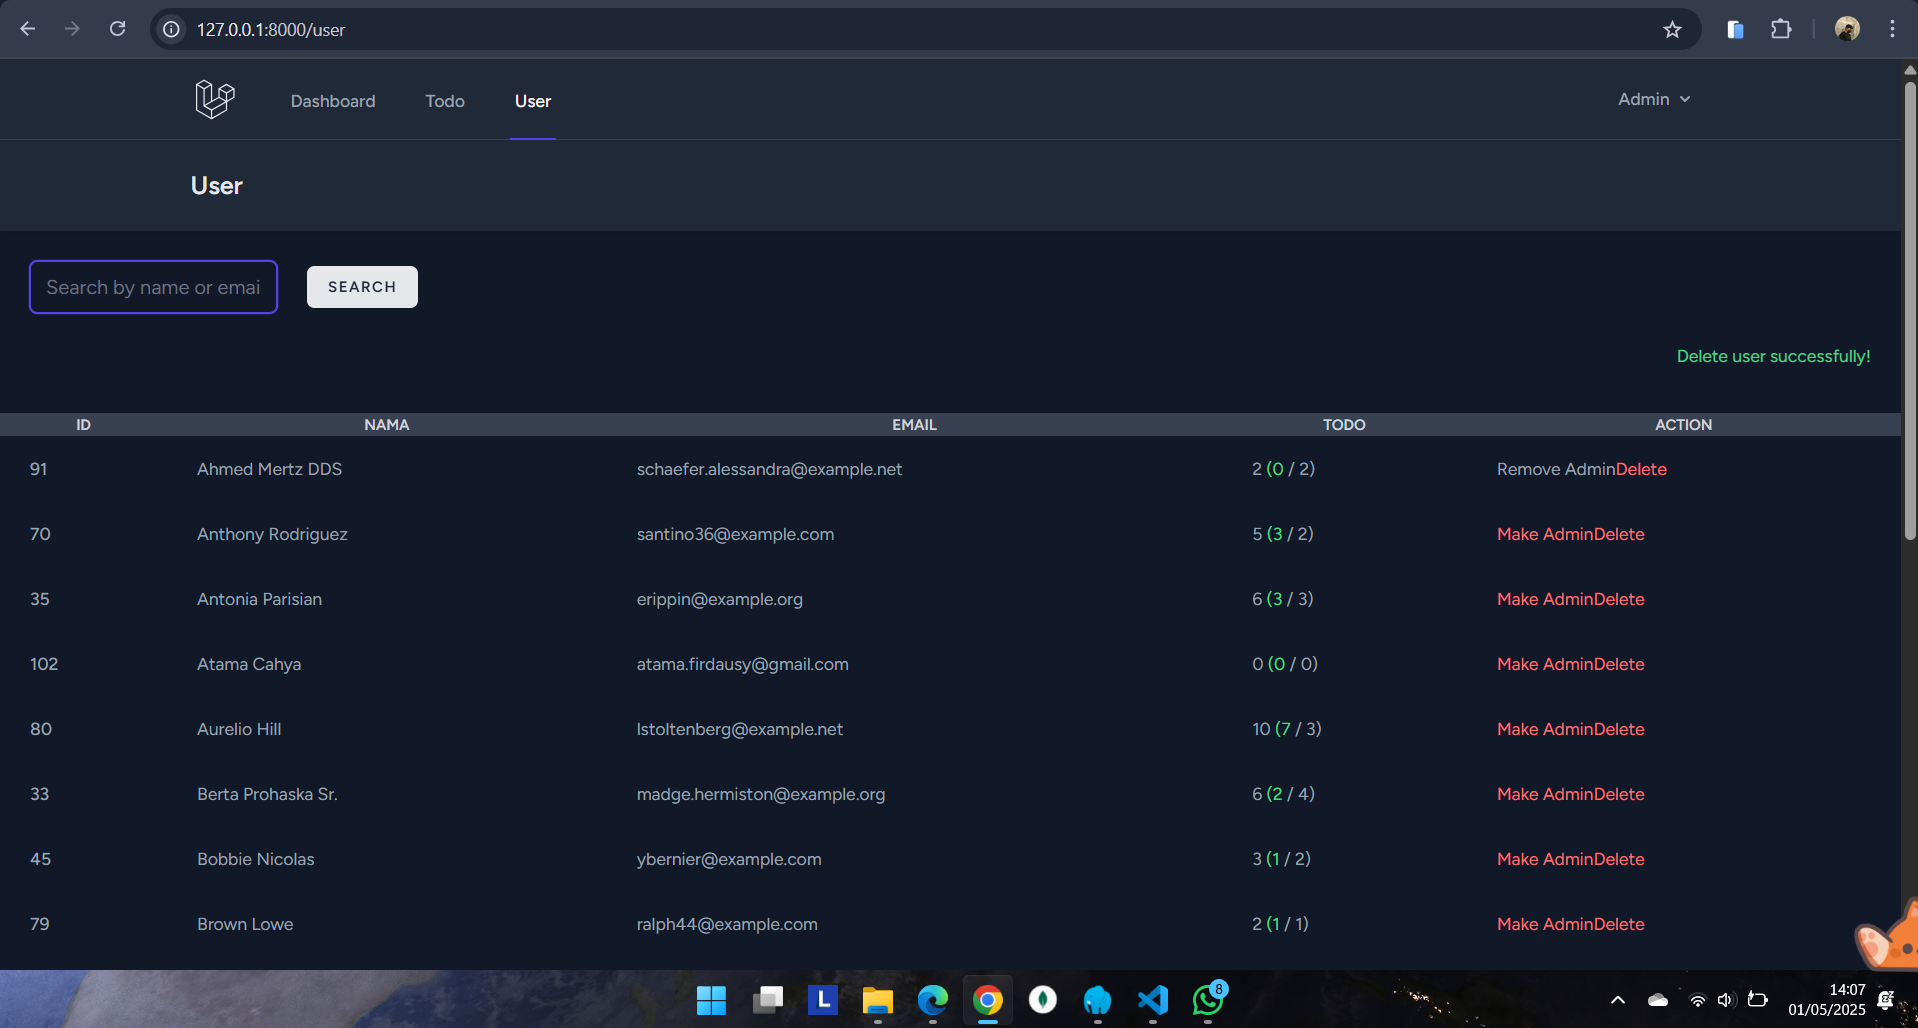 127.0.0.1:8000/user
Dashboard Todo User Admin
User
Search by name or emai SEARCH
Delete user successfully!
ID NAMA EMAIL TODO ACTION
91 Ahmed Mertz DDS schaefer.alessandra@example.net 2 (0 / 2) Remove AdminDelete
70 Anthony Rodriguez santino36@example.com 5 (3 / 2) Make AdminDelete
35 Antonia Parisian erippin@example.org 6 (3 / 3) Make AdminDelete
102 Atama Cahya atama.firdausy@gmail.com 0 (0 / 0) Make AdminDelete
80 Aurelio Hill lstoltenberg@example.net 10 (7 / 3) Make AdminDelete
33 Berta Prohaska Sr. madge.hermiston@example.org 6 (2 / 4) Make AdminDelete
45 Bobbie Nicolas ybernier@example.com 3 (1 / 2) Make AdminDelete
79 Brown Lowe ralph44@example.com 2 (1 / 1) Make AdminDelete
L 8 14:07
01/05/2025